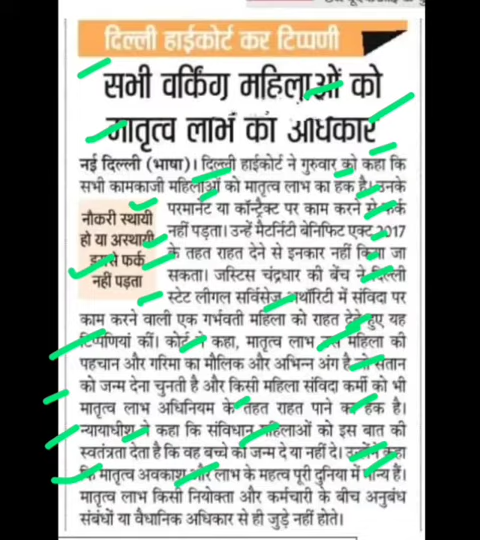 दिल्ली हाईकोर्ट कर टिप्पणी
सभी वर्किंग महिलाओं को
मातृत्व लाभ का आधकार
नई दिल्ली (भाषा)। दिल्ली हाईकोर्ट ने गुरुवार को कहा कि
सभी कामकाजी महिलाओं को मातृत्व लाभ का हक है। उनके
परमानेंट या कॉन्ट्रैक्ट पर काम करने से फर्क
नहीं पड़ता। उन्हें मैटरनिटी बेनिफिट एक्ट 2017
के तहत राहत देने से इनकार नहीं किया जा
सकता। जस्टिस चंद्रधार की बेंच ने दिल्ली
स्टेट लीगल सर्विसेज अथॉरिटी में संविदा पर
नौकरी स्थायी
हो या अस्थायी
इससे फर्क
नहीं पड़ता
काम करने वाली एक गर्भवती महिला को राहत देते हुए यह
टिप्पणियां कीं। कोर्ट ने कहा, मातृत्व लाभ उस महिला की
पहचान और गरिमा का मौलिक और अभिन्न अंग है जो संतान
को जन्म देना चुनती है और किसी महिला संविदा कर्मी को भी
मातृत्व लाभ अधिनियम के तहत राहत पाने का हक है।
न्यायाधीश ने कहा कि संविधान महिलाओं को इस बात की
स्वतंत्रता देता है कि वह बच्चे को जन्म दे या नहीं दे। उन्होंने कहा
कि मातृत्व अवकाश और लाभ के महत्व पूरी दुनिया में मान्य हैं।
मातृत्व लाभ किसी नियोक्ता और कर्मचारी के बीच अनुबंध
संबंधों या वैधानिक अधिकार से ही जुड़े नहीं होते।